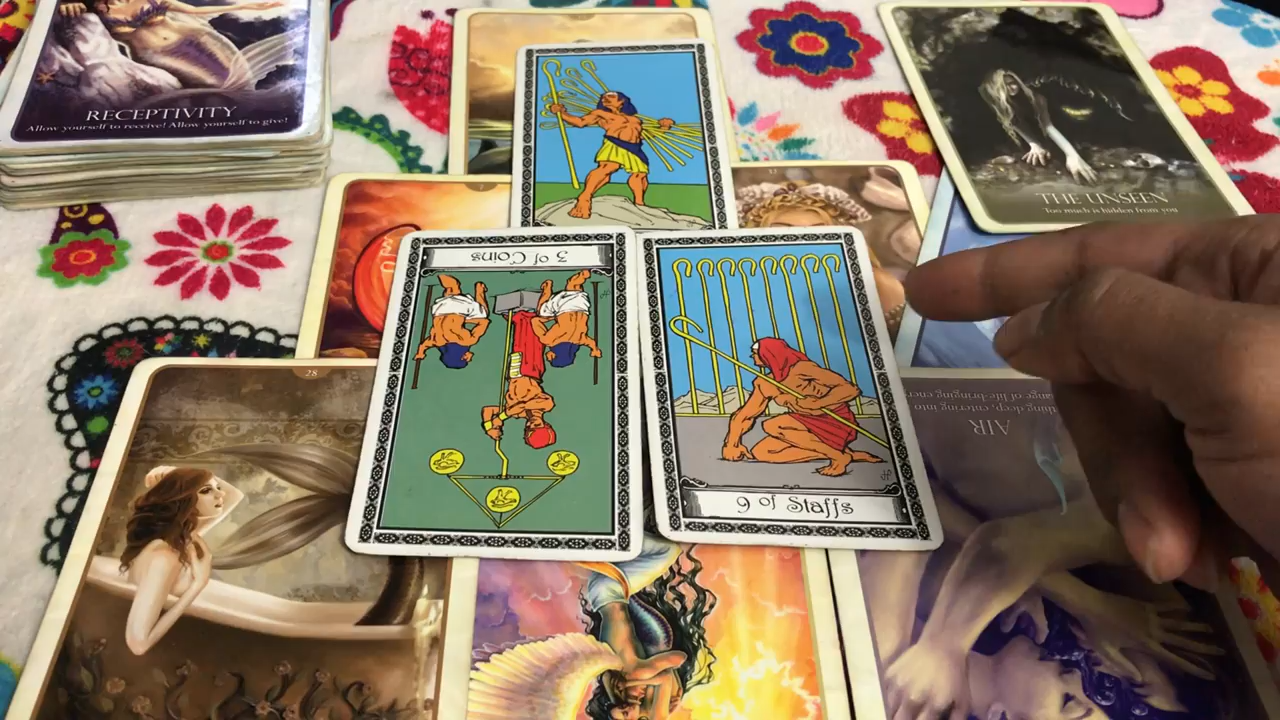 RECEPTIVITY
Allow yourself to receive! Allow yourself to give!
THE UNSEEN
Too much is hidden from you
7
3 of Coins
9 of Staffs
28
AIR